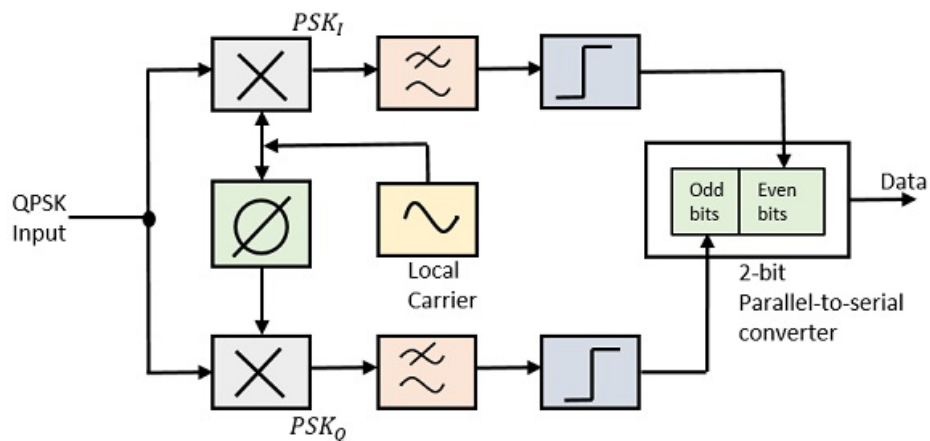 PSK_I
QPSK
Input
Local
Carrier
Odd
bits
Even
bits
Data
2-bit
Parallel-to-serial
converter
PSK_Q